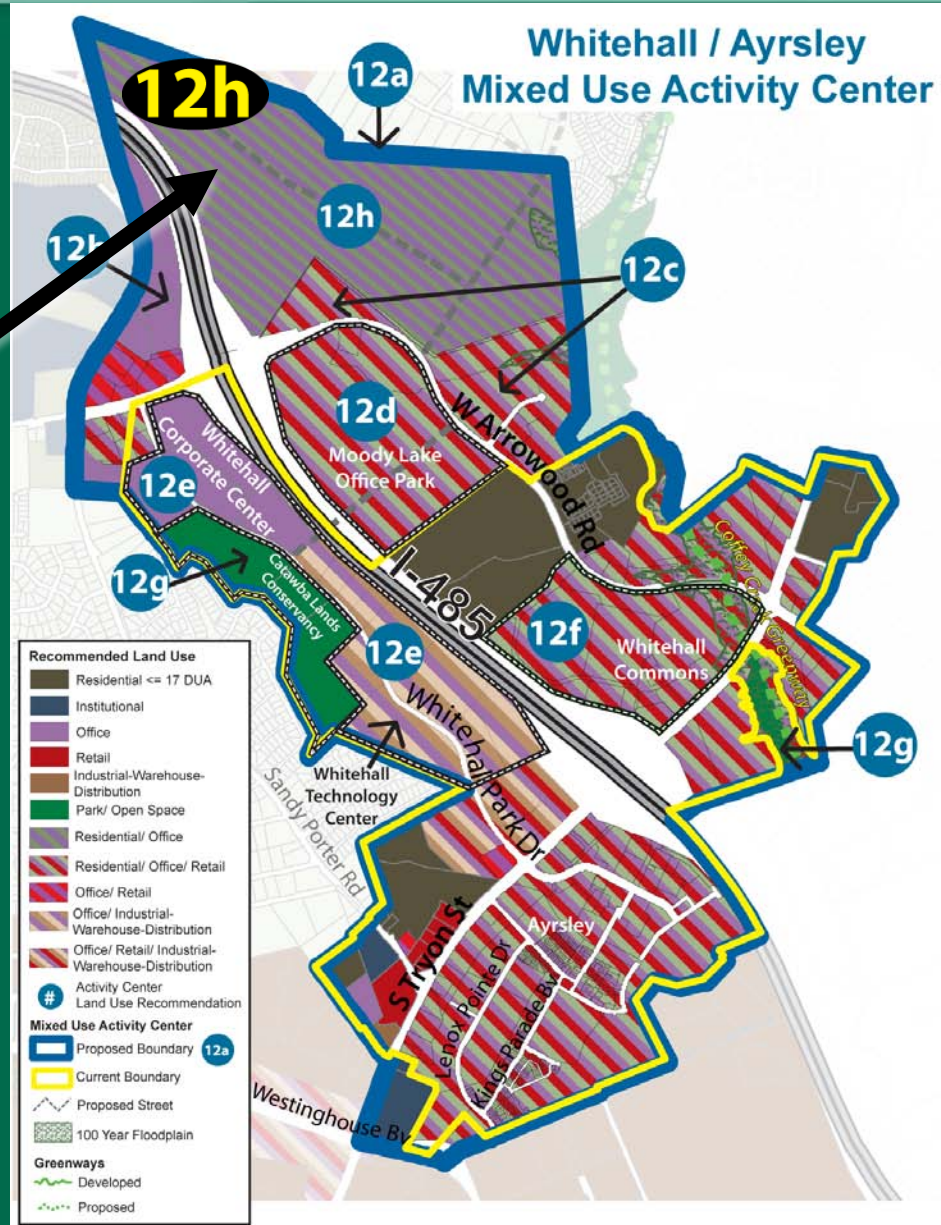 Whitehall / Ayrsley
Mixed Use Activity Center
12h
12a
12h
12c
12d
Moody Lake
Office Park
W Arrowood Rd
Whitehall
Corporate Center
12e
12g
Catawba Lands
Conservancy
I-485
12f
Whitehall
Commons
12e
12g
Whitehall Park Dr
Whitehall
Technology
Center
Sandy Porter Rd
S Tryon St
Ayrsley
Lenox Pointe Dr
Kings Parade Bv
Westinghouse Bv
Recommended Land Use
Residential <= 17 DUA
Institutional
Office
Retail
Industrial-Warehouse-
Distribution
Park/ Open Space
Residential/ Office
Residential/ Office/ Retail
Office/ Retail
Office/ Industrial-
Warehouse-Distribution
Office/ Retail/ Industrial-
Warehouse-Distribution
# Activity Center
Land Use Recommendation
Mixed Use Activity Center
Proposed Boundary 12a
Current Boundary
Proposed Street
100 Year Floodplain
Greenways
Developed
Proposed